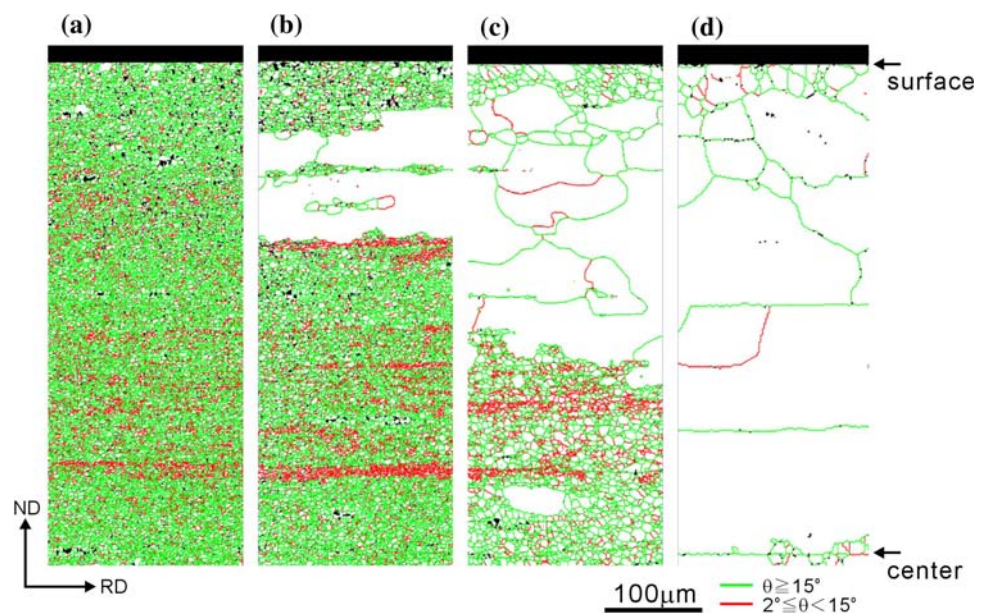 (a)
(b)
(c)
(d)
surface
ND
RD
center
100μm
θ≧15°
2°≦θ<15°